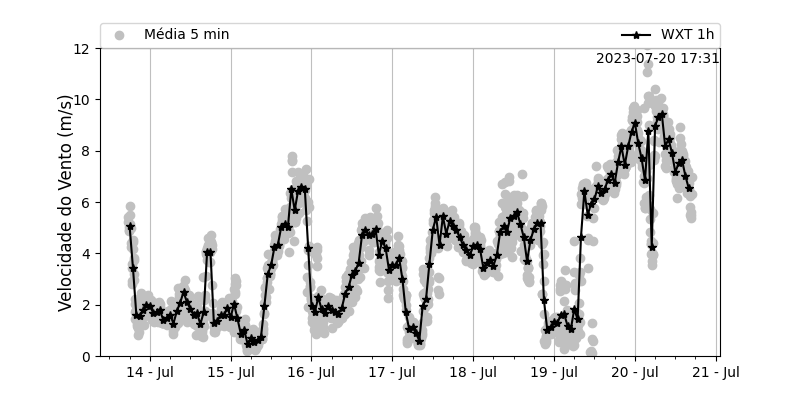 Média 5 min
WXT 1h
2023-07-20 17:31
Velocidade do Vento (m/s)
12
10
8
6
4
2
0
14 - Jul
15 - Jul
16 - Jul
17 - Jul
18 - Jul
19 - Jul
20 - Jul
21 - Jul